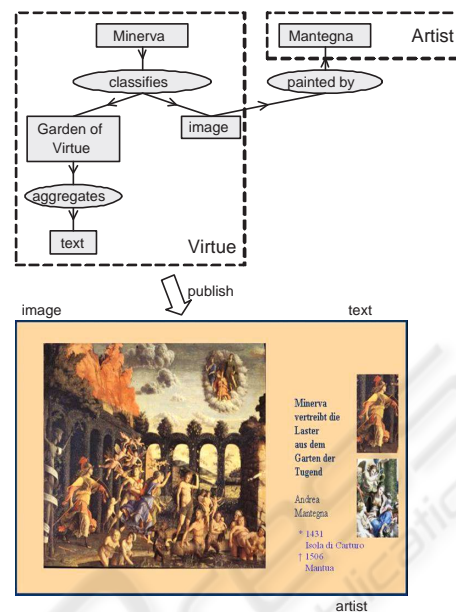 Minerva
Mantegna
Artist
classifies
painted by
Garden of
Virtue
image
aggregates
text
Virtue
publish
image
text
Minerva
vertreibt die
Laster
aus dem
Garten der
Tugend
Andrea
Mantegna
* 1431
Isola di Carturo
† 1506
Mantua
artist